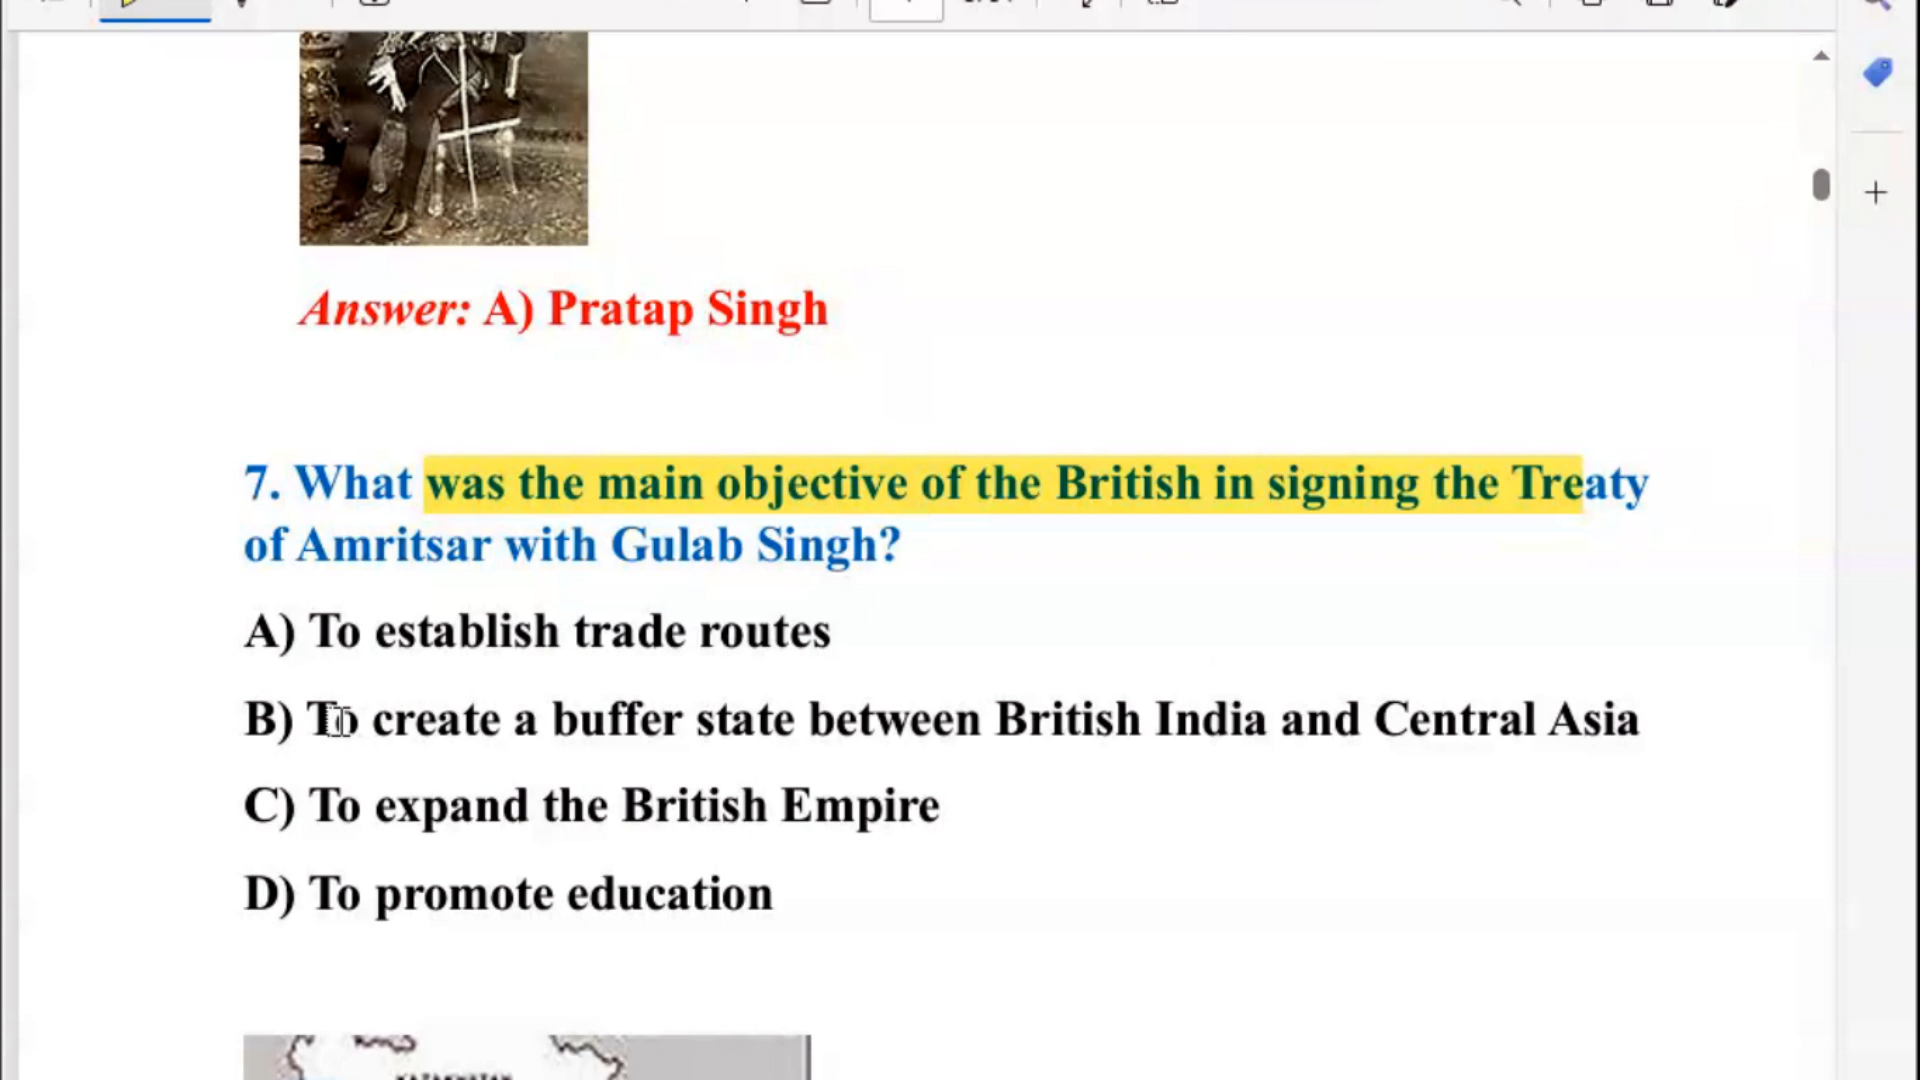 Answer: A) Pratap Singh
7. What was the main objective of the British in signing the Treaty
of Amritsar with Gulab Singh?
A) To establish trade routes
B) To create a buffer state between British India and Central Asia
C) To expand the British Empire
D) To promote education